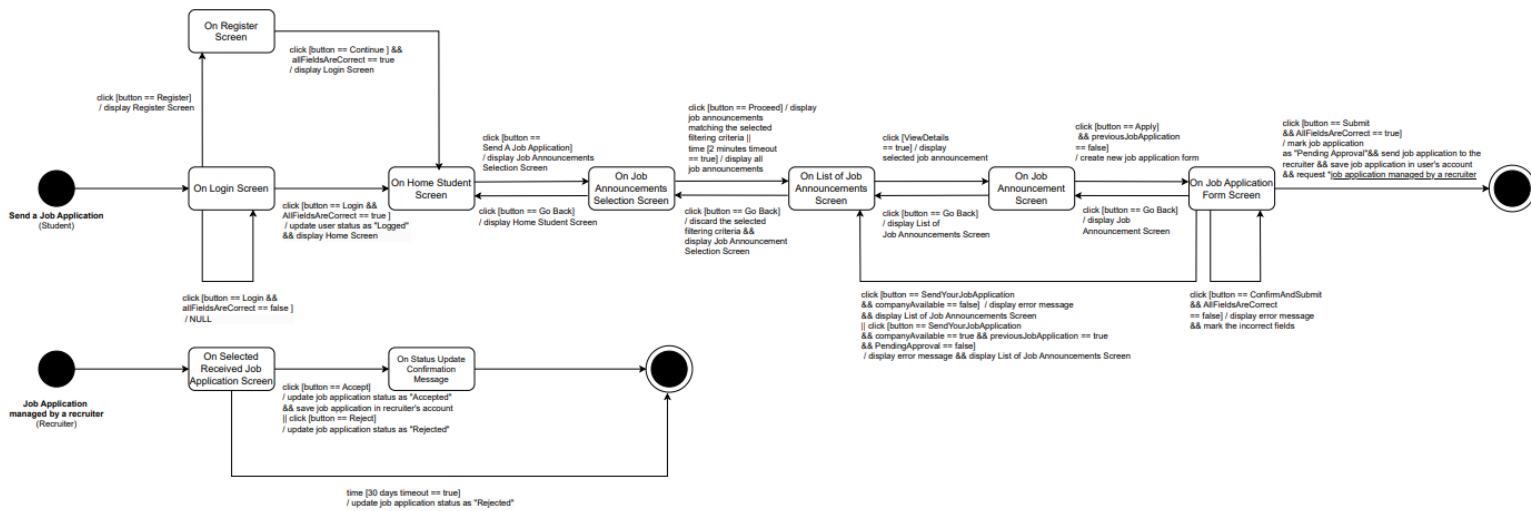 On Register
Screen
click [button == Continue ] &&
allFieldsAreCorrect == true
/ display Login Screen
click [button == Register]
/ display Register Screen
Send a Job Application
(Student)
On Login Screen
click [button == Login &&
AllFieldsAreCorrect == true ]
/ update user status as "Logged"
&& display Home Screen
click [button == Login &&
allFieldsAreCorrect == false ]
/ NULL
On Home Student
Screen
click [button ==
Send A Job Application]
/ display Job Announcements
Selection Screen
click [button == Go Back]
/ display Home Student Screen
On Job
Announcements
Selection Screen
click [button == Proceed] / display
job announcements
matching the selected
filtering criteria ||
time [2 minutes timeout
== true] / display all
job announcements
click [button == Go Back]
/ discard the selected
filtering criteria &&
display Job Announcement
Selection Screen
On List of Job
Announcements
Screen
click [ViewDetails
== true] / display
selected job announcement
click [button == Go Back]
/ display List of
Job Announcements Screen
On Job
Announcement
Screen
click [button == Apply]
&& previousJobApplication
== false]
/ create new job application form
click [button == Go Back]
/ display Job
Announcement Screen
On Job Application
Form Screen
click [button == Submit
&& AllFieldsAreCorrect == true]
/ mark job application
as "Pending Approval"&& send job application to the
recruiter && save job application in user's account
&& request "job application managed by a recruiter
click [button == SendYourJobApplication
&& companyAvailable == false] / display error message
&& display List of Job Announcements Screen
|| click [button == SendYourJobApplication
&& companyAvailable == true && previousJobApplication == true
&& PendingApproval == false]
/ display error message && display List of Job Announcements Screen
click [button == ConfirmAndSubmit
&& AllFieldsAreCorrect
== false] / display error message
&& mark the incorrect fields
Job Application
managed by a recruiter
(Recruiter)
On Selected
Received Job
Application Screen
click [button == Accept]
/ update job application status as "Accepted"
&& save job application in recruiter's account
|| click [button == Reject]
/ update job application status as "Rejected"
On Status Update
Confirmation
Message
time [30 days timeout == true]
/ update job application status as "Rejected"